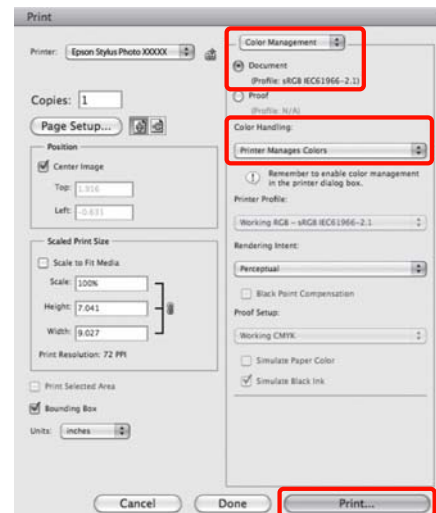 Print
Printer: Epson Stylus Photo XXXXX
Copies: 1
Page Setup...
Position
Center Image
Top: 1.916
Left: -0.631
Scaled Print Size
Scale to Fit Media
Scale: 100%
Height: 7.041
Width: 9.027
Print Resolution: 72 PPI
Print Selected Area
Bounding Box
Units: inches
Color Management
Document
(Profile: sRGB IEC61966-2.1)
Proof
(Profile: N/A)
Color Handling:
Printer Manages Colors
Remember to enable color management
in the printer dialog box.
Printer Profile:
Working RGB - sRGB IEC61966-2.1
Rendering Intent:
Perceptual
Black Point Compensation
Proof Setup:
Working CMYK
Simulate Paper Color
Simulate Black Ink
Cancel
Done
Print...